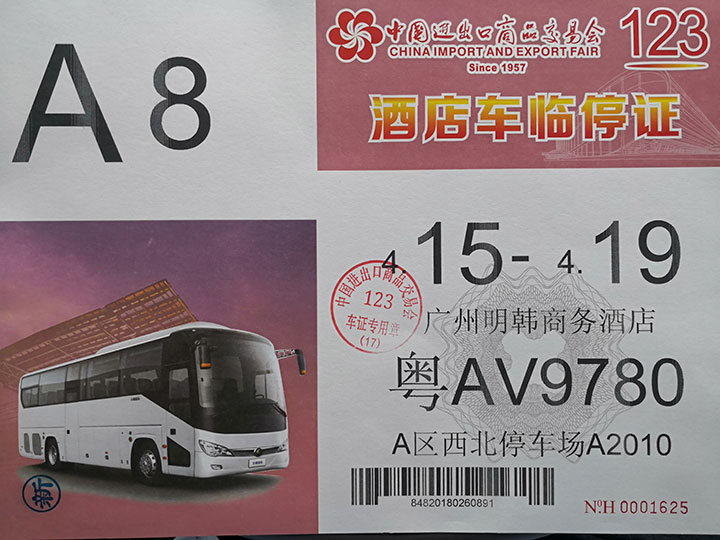 A 8
中国进出口商品交易会
CHINA IMPORT AND EXPORT FAIR
Since 1957
123
酒店车临停证
4.15- 4.19
中国进出口商品交易会
123
车证专用章
(17)
广州明韩商务酒店
粤AV9780
A区西北停车场A2010
84820180260891
NºH 0001625